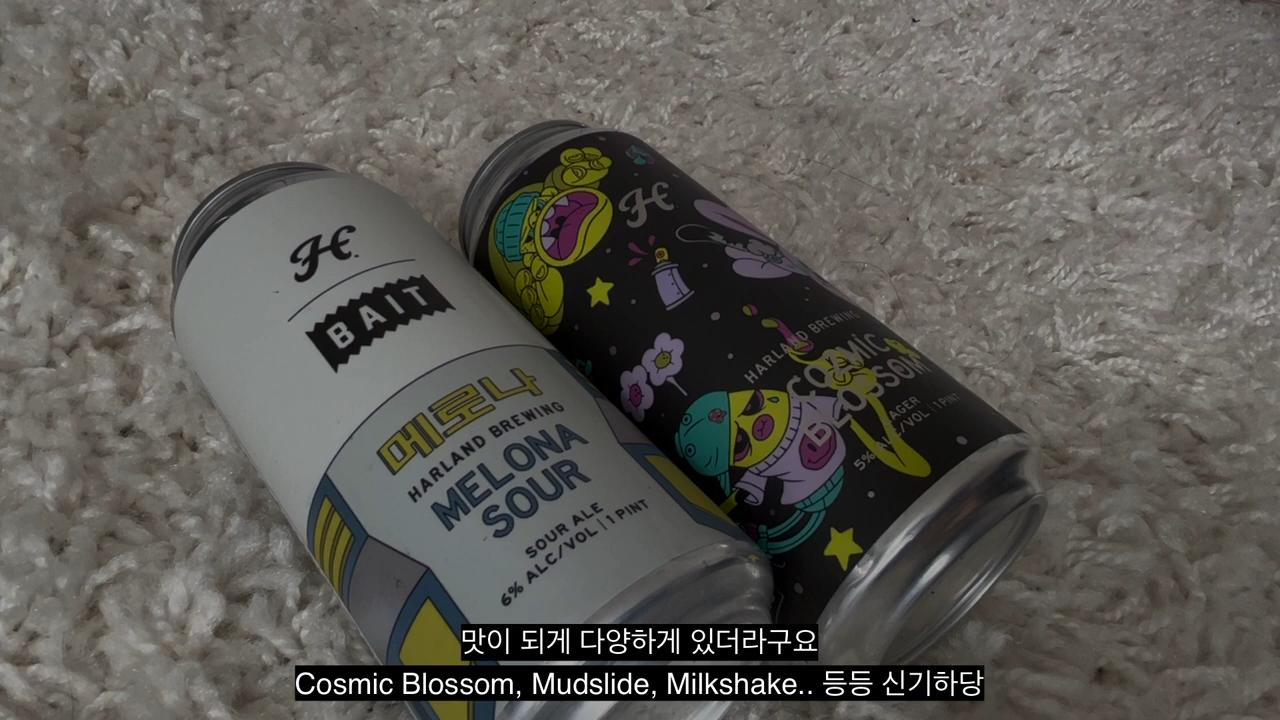 H
BAIT
메로나
HARLAND BREWING
MELONA
SOUR
SOUR ALE
6% ALC/VOL | 1 PINT
H
HARLAND BREWING
COSMIC
BLOSSOM
LAGER
5% ALC/VOL | 1 PINT
맛이 되게 다양하게 있더라구요
Cosmic Blossom, Mudslide, Milkshake.. 등등 신기하당